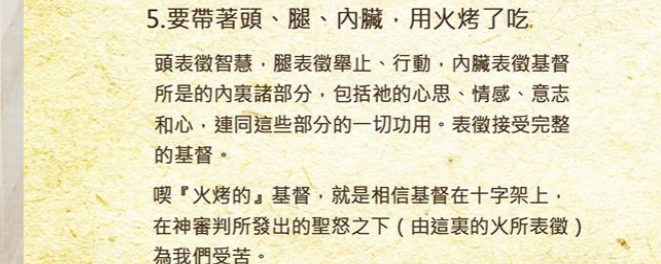 5.要帶著頭、腿、內臟，用火烤了吃
頭表徵智慧，腿表徵舉止、行動，內臟表徵基督
所是的內裏諸部分，包括祂的心思、情感、意志
和心，連同這些部分的一切功用。表徵接受完整
的基督。
喫『火烤的』基督，就是相信基督在十字架上，
在神審判所發出的聖怒之下（由這裏的火所表徵）
為我們受苦。